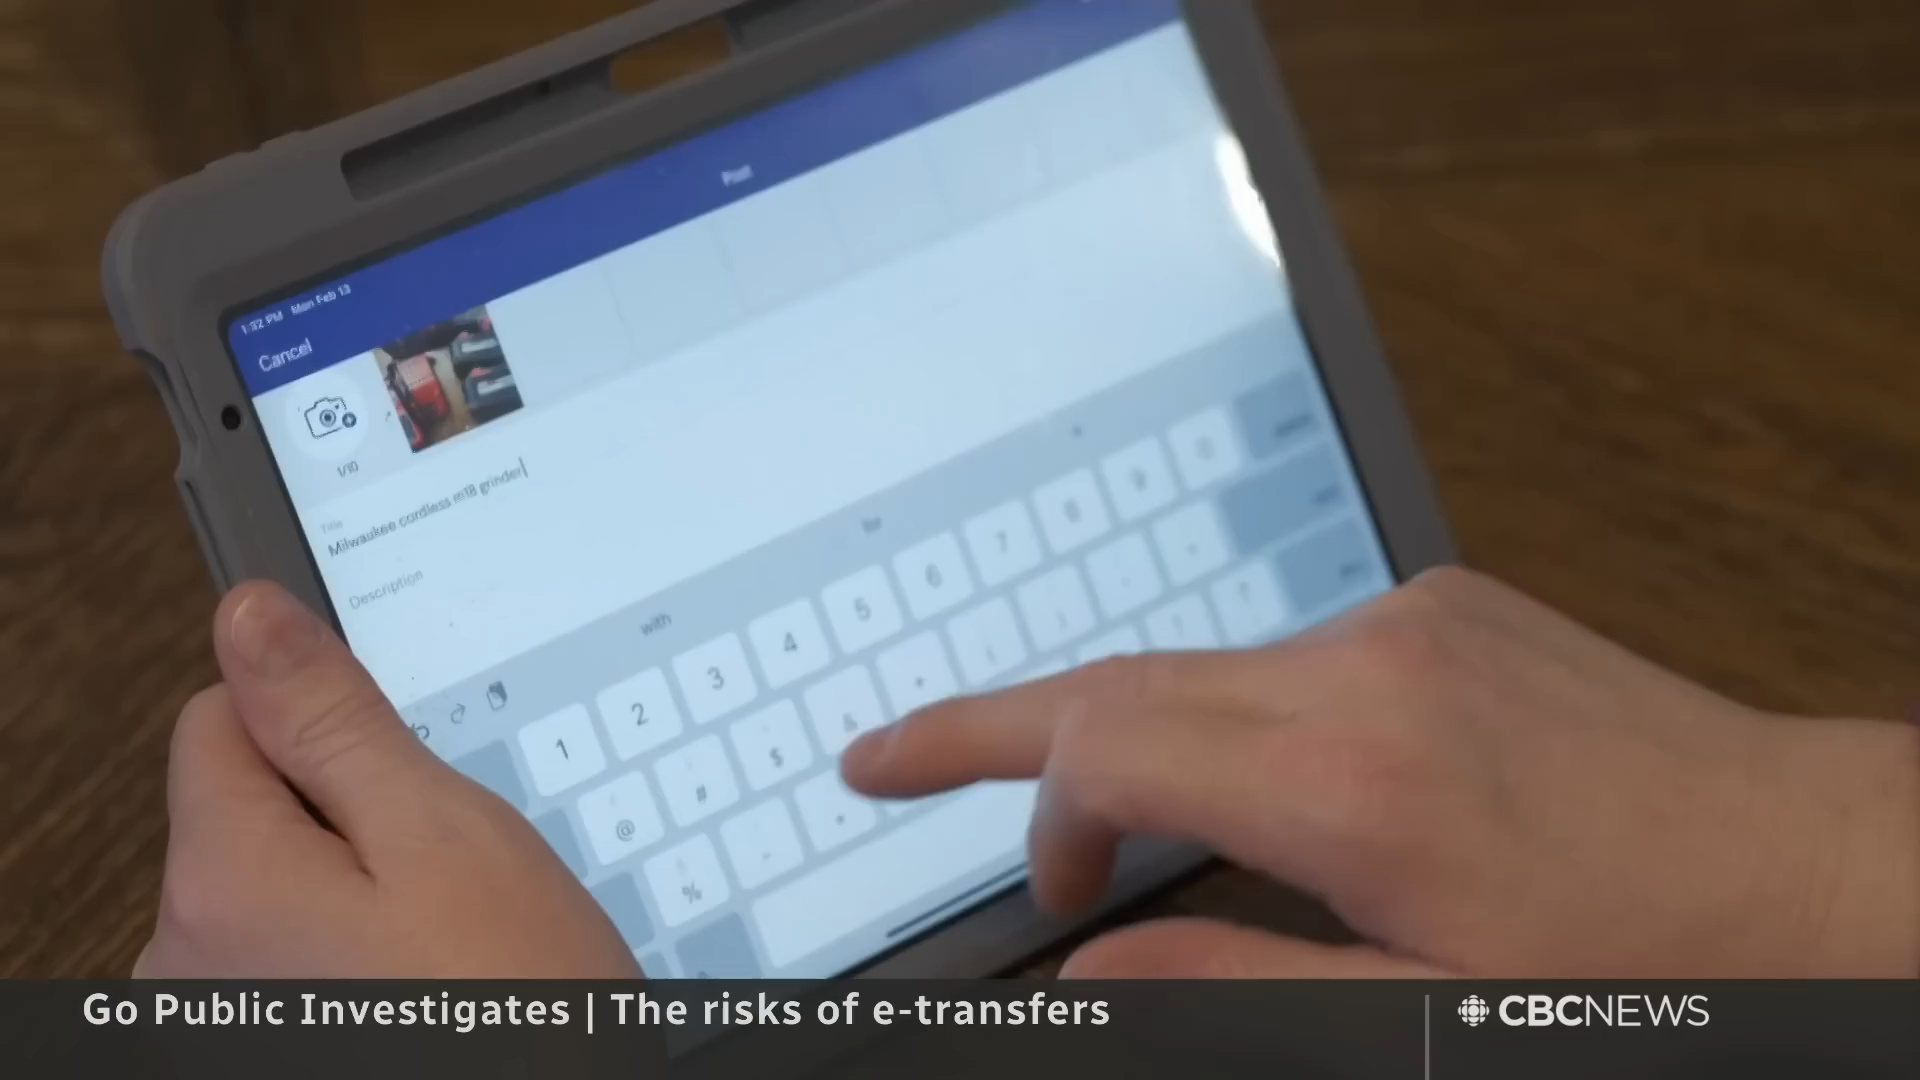 Post
1:32 PM Mon Feb 13
Cancel
1/10
Title
Milwaukee cordless m18 grinder
Description
with
for
1 2 3 4 5 6 7 8 9 0
@ # $ &
%
Go Public Investigates | The risks of e-transfers
CBCNEWS